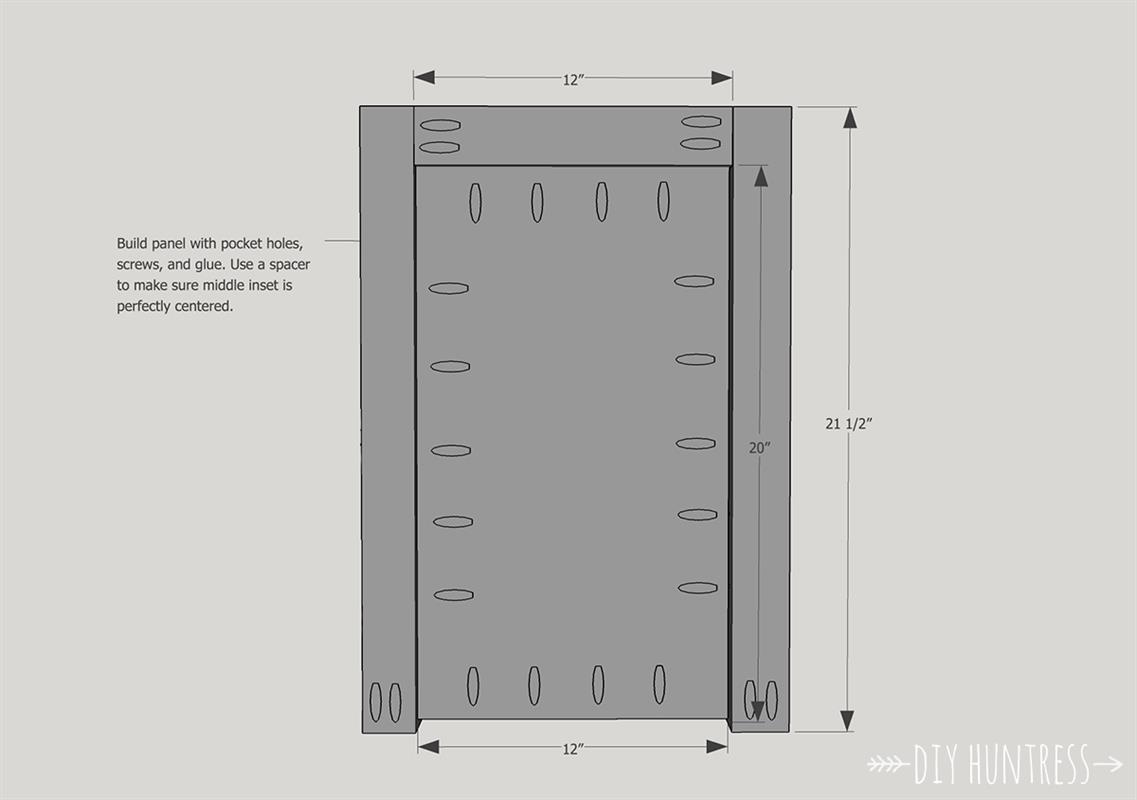 12”
Build panel with pocket holes,
screws, and glue. Use a spacer
to make sure middle inset is
perfectly centered.
21 1/2”
20”
12”
DIY HUNTRESS